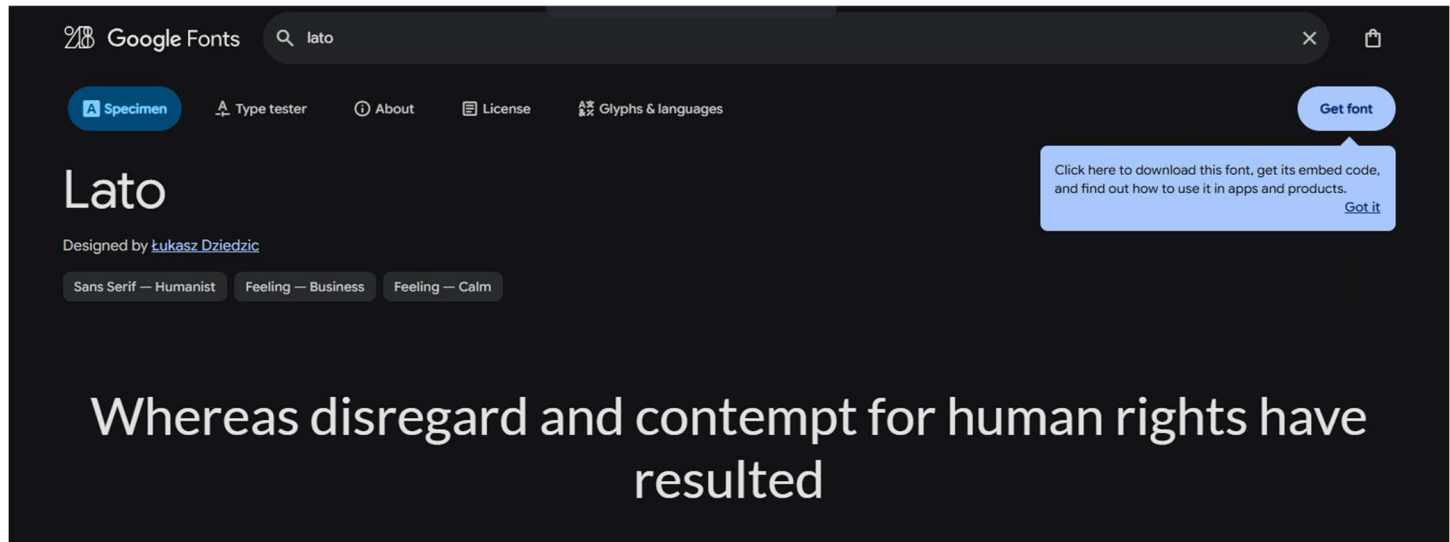 Google Fonts
lato
Specimen
Type tester
About
License
Glyphs & languages
Get font
Click here to download this font, get its embed code,
and find out how to use it in apps and products.
Got it
Lato
Designed by Łukasz Dziedzic
Sans Serif — Humanist
Feeling — Business
Feeling — Calm
Whereas disregard and contempt for human rights have
resulted